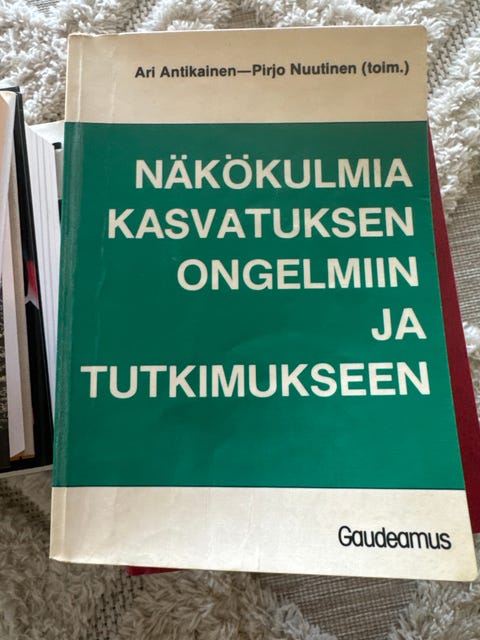 Ari Antikainen—Pirjo Nuutinen (toim.)
NÄKÖKULMIA
KASVATUKSEN
ONGELMIIN
JA
TUTKIMUKSEEN
Gaudeamus